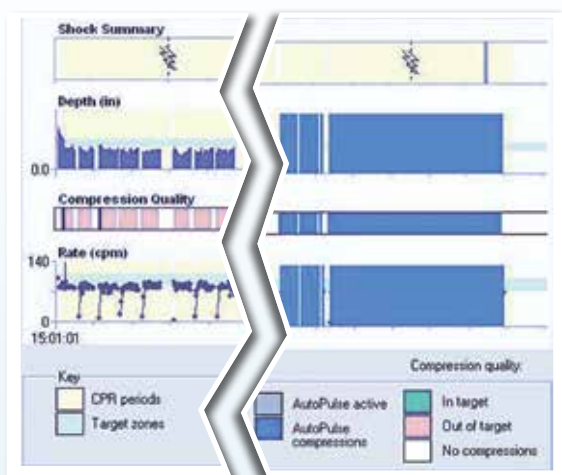 Shock Summary
Depth (in)
0.0
Compression Quality
Rate (cpm)
140
0
15:01:01
Key
CPR periods
Target zones
AutoPulse active
AutoPulse
compressions
Compression quality:
In target
Out of target
No compressions